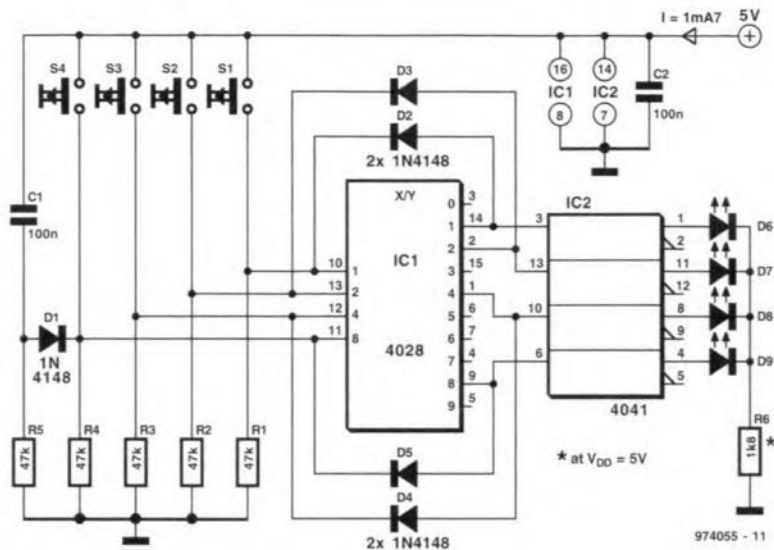 I = 1mA7
5V
S4
S3
S2
S1
D3
D2
2x 1N4148
16
14
IC1
IC2
8
7
C2
100n
C1
100n
X/Y
IC1
4028
10
13
12
11
1
2
4
8
0
1
2
3
4
5
6
7
8
9
3
14
2
15
1
6
7
4
9
5
IC2
3
13
10
6
1
2
11
12
8
9
4
5
4041
D6
D7
D8
D9
D1
1N
4148
R5
R4
R3
R2
R1
47k
47k
47k
47k
47k
D5
D4
2x 1N4148
* at VDD = 5V
R6
1k8
*
974055 - 11